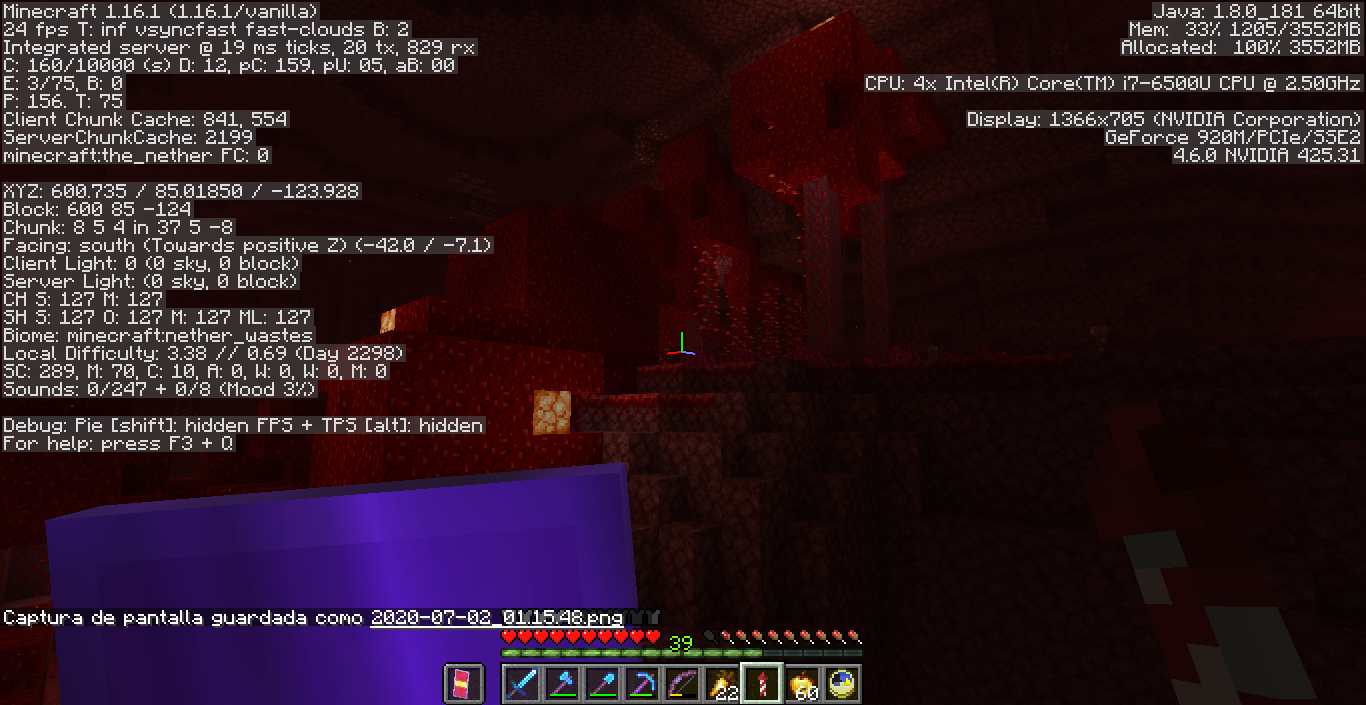 Minecraft 1.16.1 (1.16.1/vanilla)
24 fps T: inf vsyncfast fast-clouds B: 2
Integrated server @ 19 ms ticks, 20 tx, 829 rx
C: 160/10000 (s) D: 12, pC: 159, pU: 05, aB: 00
E: 3/75, B: 0
P: 156. T: 75
Client Chunk Cache: 841, 554
ServerChunkCache: 2199
minecraft:the_nether FC: 0
XYZ: 600.735 / 85.01850 / -123.928
Block: 600 85 -124
Chunk: 8 5 4 in 37 5 -8
Facing: south (Towards positive Z) (-42.0 / -7.1)
Client Light: 0 (0 sky, 0 block)
Server Light: (0 sky, 0 block)
CH S: 127 M: 127
SH S: 127 O: 127 M: 127 ML: 127
Biome: minecraft:nether_wastes
Local Difficulty: 3.38 // 0.69 (Day 2298)
SC: 289, M: 70, C: 10, A: 0, W: 0, W: 0, M: 0
Sounds: 0/247 + 0/8 (Mood 3%)
Debug: Pie [shift]: hidden FPS + TPS [alt]: hidden
For help: press F3 + Q
Java: 1.8.0_181 64bit
Mem: 33% 1205/3552MB
Allocated: 100% 3552MB
CPU: 4x Intel(R) Core(TM) i7-6500U CPU @ 2.50GHz
Display: 1366x705 (NVIDIA Corporation)
GeForce 920M/PCIe/SSE2
4.6.0 NVIDIA 425.31
Captura de pantalla guardada como 2020-07-02_01.15.48.png
39
22
60